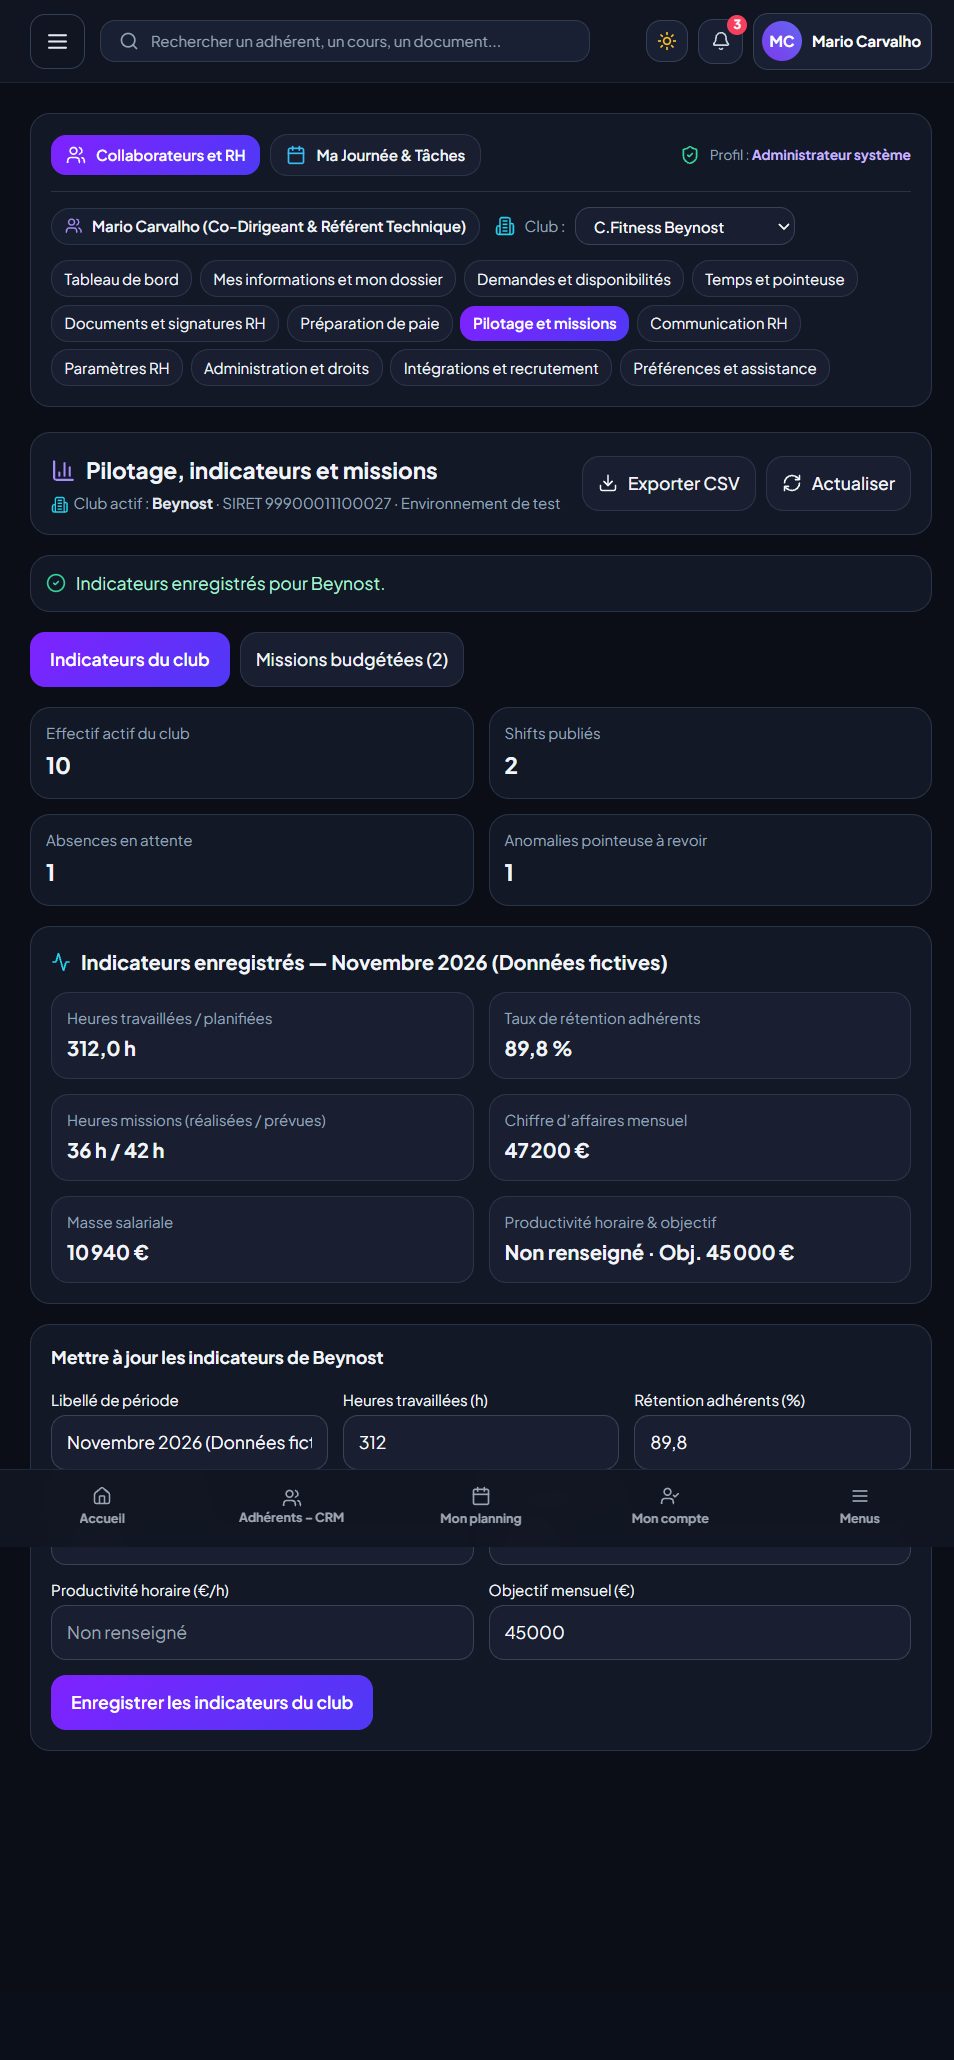 Rechercher un adhérent, un cours, un document...
3
MC Mario Carvalho
Collaborateurs et RH
Ma Journée & Tâches
Profil : Administrateur système
Mario Carvalho (Co-Dirigeant & Référent Technique)
Club :
C.Fitness Beynost
Tableau de bord
Mes informations et mon dossier
Demandes et disponibilités
Temps et pointeuse
Documents et signatures RH
Préparation de paie
Pilotage et missions
Communication RH
Paramètres RH
Administration et droits
Intégrations et recrutement
Préférences et assistance
Pilotage, indicateurs et missions
Club actif : Beynost · SIRET 99900011100027 · Environnement de test
Exporter CSV
Actualiser
Indicateurs enregistrés pour Beynost.
Indicateurs du club
Missions budgétées (2)
Effectif actif du club
10
Shifts publiés
2
Absences en attente
1
Anomalies pointeuse à revoir
1
Indicateurs enregistrés — Novembre 2026 (Données fictives)
Heures travaillées / planifiées
312,0 h
Taux de rétention adhérents
89,8 %
Heures missions (réalisées / prévues)
36 h / 42 h
Chiffre d’affaires mensuel
47 200 €
Masse salariale
10 940 €
Productivité horaire & objectif
Non renseigné · Obj. 45 000 €
Mettre à jour les indicateurs de Beynost
Libellé de période
Novembre 2026 (Données fict
Heures travaillées (h)
312
Rétention adhérents (%)
89,8
Accueil
Adhérents – CRM
Mon planning
Mon compte
Menus
Productivité horaire (€/h)
Non renseigné
Objectif mensuel (€)
45000
Enregistrer les indicateurs du club